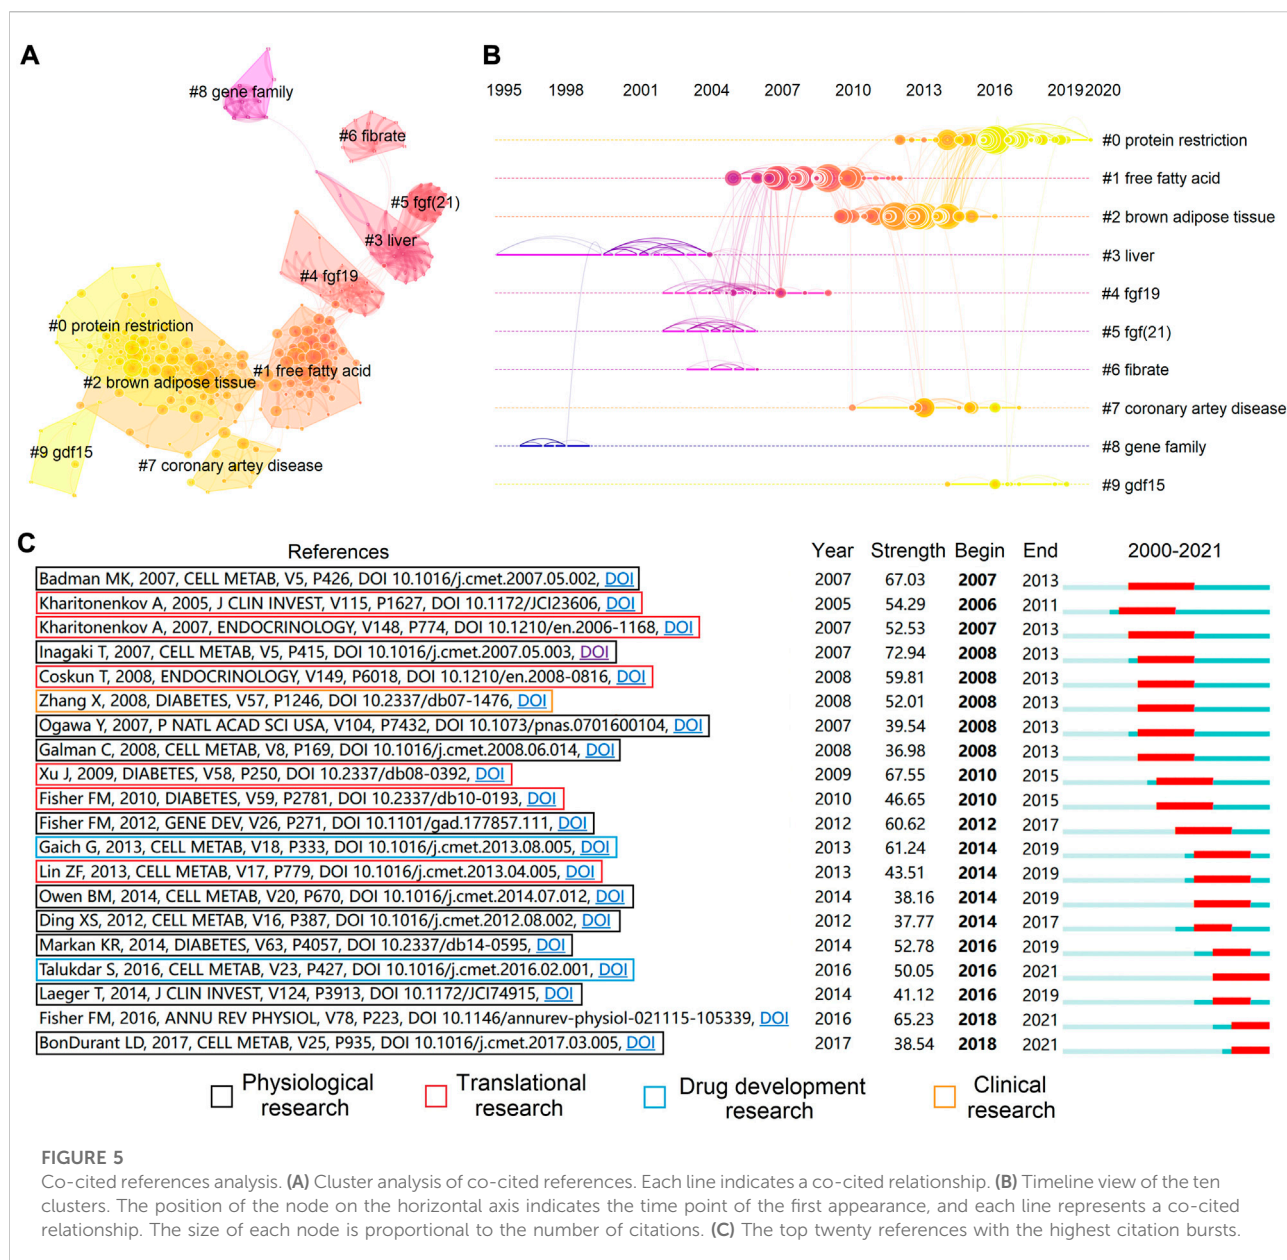 A
#8 gene family
#6 fibrate
#5 fgf(21)
#3 liver
#4 fgf19
#0 protein restriction
#1 free fatty acid
#2 brown adipose tissue
#9 gdf15
#7 coronary artey disease
B
1995 1998 2001 2004 2007 2010 2013 2016 2019 2020
#0 protein restriction
#1 free fatty acid
#2 brown adipose tissue
#3 liver
#4 fgf19
#5 fgf(21)
#6 fibrate
#7 coronary artey disease
#8 gene family
#9 gdf15
C
References Year Strength Begin End 2000-2021
Badman MK, 2007, CELL METAB, V5, P426, DOI 10.1016/j.cmet.2007.05.002, DOI 2007 67.03 2007 2013
Kharitonenkov A, 2005, J CLIN INVEST, V115, P1627, DOI 10.1172/JCI23606, DOI 2005 54.29 2006 2011
Kharitonenkov A, 2007, ENDOCRINOLOGY, V148, P774, DOI 10.1210/en.2006-1168, DOI 2007 52.53 2007 2013
Inagaki T, 2007, CELL METAB, V5, P415, DOI 10.1016/j.cmet.2007.05.003, DOI 2007 72.94 2008 2013
Coskun T, 2008, ENDOCRINOLOGY, V149, P6018, DOI 10.1210/en.2008-0816, DOI 2008 59.81 2008 2013
Zhang X, 2008, DIABETES, V57, P1246, DOI 10.2337/db07-1476, DOI 2008 52.01 2008 2013
Ogawa Y, 2007, P NATL ACAD SCI USA, V104, P7432, DOI 10.1073/pnas.0701600104, DOI 2007 39.54 2008 2013
Galman C, 2008, CELL METAB, V8, P169, DOI 10.1016/j.cmet.2008.06.014, DOI 2008 36.98 2008 2013
Xu J, 2009, DIABETES, V58, P250, DOI 10.2337/db08-0392, DOI 2009 67.55 2010 2015
Fisher FM, 2010, DIABETES, V59, P2781, DOI 10.2337/db10-0193, DOI 2010 46.65 2010 2015
Fisher FM, 2012, GENE DEV, V26, P271, DOI 10.1101/gad.177857.111, DOI 2012 60.62 2012 2017
Gaich G, 2013, CELL METAB, V18, P333, DOI 10.1016/j.cmet.2013.08.005, DOI 2013 61.24 2014 2019
Lin ZF, 2013, CELL METAB, V17, P779, DOI 10.1016/j.cmet.2013.04.005, DOI 2013 43.51 2014 2019
Owen BM, 2014, CELL METAB, V20, P670, DOI 10.1016/j.cmet.2014.07.012, DOI 2014 38.16 2014 2019
Ding XS, 2012, CELL METAB, V16, P387, DOI 10.1016/j.cmet.2012.08.002, DOI 2012 37.77 2014 2017
Markan KR, 2014, DIABETES, V63, P4057, DOI 10.2337/db14-0595, DOI 2014 52.78 2016 2019
Talukdar S, 2016, CELL METAB, V23, P427, DOI 10.1016/j.cmet.2016.02.001, DOI 2016 50.05 2016 2021
Laeger T, 2014, J CLIN INVEST, V124, P3913, DOI 10.1172/JCI74915, DOI 2014 41.12 2016 2019
Fisher FM, 2016, ANNU REV PHYSIOL, V78, P223, DOI 10.1146/annurev-physiol-021115-105339, DOI 2016 65.23 2018 2021
BonDurant LD, 2017, CELL METAB, V25, P935, DOI 10.1016/j.cmet.2017.03.005, DOI 2017 38.54 2018 2021
Physiological research
Translational research
Drug development research
Clinical research
FIGURE 5
Co-cited references analysis. (A) Cluster analysis of co-cited references. Each line indicates a co-cited relationship. (B) Timeline view of the ten
clusters. The position of the node on the horizontal axis indicates the time point of the first appearance, and each line represents a co-cited
relationship. The size of each node is proportional to the number of citations. (C) The top twenty references with the highest citation bursts.